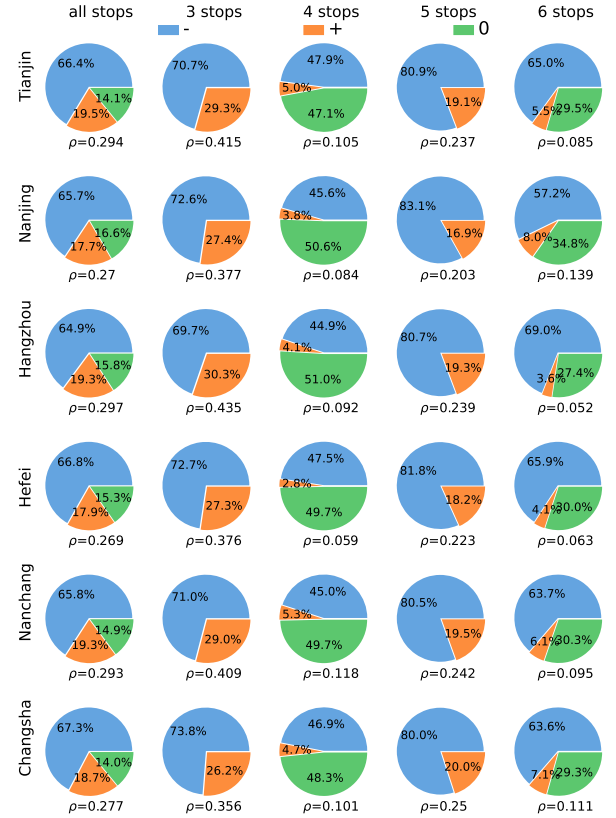 all stops 3 stops 4 stops 5 stops 6 stops
- + 0
Tianjin
66.4% 19.5% 14.1%
70.7% 29.3%
47.9% 5.0% 47.1%
80.9% 19.1%
65.0% 5.5% 29.5%
ρ=0.294 ρ=0.415 ρ=0.105 ρ=0.237 ρ=0.085
Nanjing
65.7% 17.7% 16.6%
72.6% 27.4%
45.6% 3.8% 50.6%
83.1% 16.9%
57.2% 8.0% 34.8%
ρ=0.27 ρ=0.377 ρ=0.084 ρ=0.203 ρ=0.139
Hangzhou
64.9% 19.3% 15.8%
69.7% 30.3%
44.9% 4.1% 51.0%
80.7% 19.3%
69.0% 3.6% 27.4%
ρ=0.297 ρ=0.435 ρ=0.092 ρ=0.239 ρ=0.052
Hefei
66.8% 17.9% 15.3%
72.7% 27.3%
47.5% 2.8% 49.7%
81.8% 18.2%
65.9% 4.1% 30.0%
ρ=0.269 ρ=0.376 ρ=0.059 ρ=0.223 ρ=0.063
Nanchang
65.8% 19.3% 14.9%
71.0% 29.0%
45.0% 5.3% 49.7%
80.5% 19.5%
63.7% 6.1% 30.3%
ρ=0.293 ρ=0.409 ρ=0.118 ρ=0.242 ρ=0.095
Changsha
67.3% 18.7% 14.0%
73.8% 26.2%
46.9% 4.7% 48.3%
80.0% 20.0%
63.6% 7.1% 29.3%
ρ=0.277 ρ=0.356 ρ=0.101 ρ=0.25 ρ=0.111